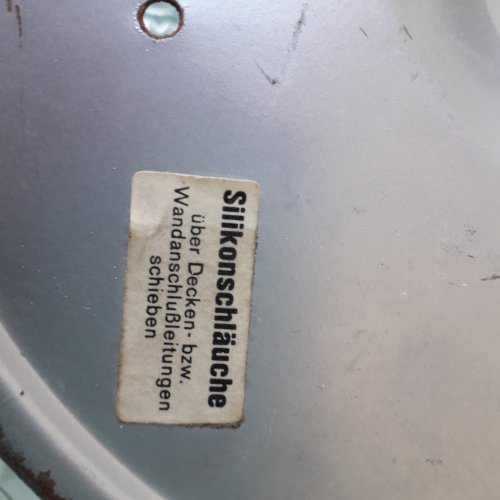 Silikonschläuche
über Decken- bzw.
Wandanschlußleitungen
schieben